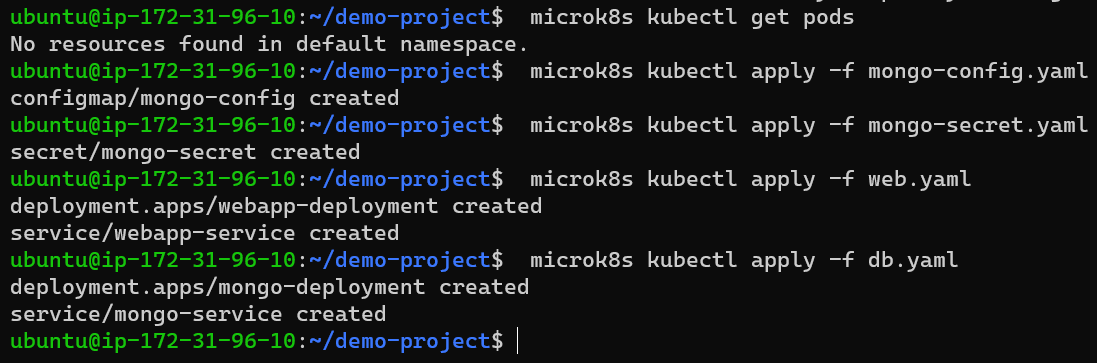 ubuntu@ip-172-31-96-10:~/demo-project$  microk8s kubectl get pods
No resources found in default namespace.
ubuntu@ip-172-31-96-10:~/demo-project$  microk8s kubectl apply -f mongo-config.yaml
configmap/mongo-config created
ubuntu@ip-172-31-96-10:~/demo-project$  microk8s kubectl apply -f mongo-secret.yaml
secret/mongo-secret created
ubuntu@ip-172-31-96-10:~/demo-project$  microk8s kubectl apply -f web.yaml
deployment.apps/webapp-deployment created
service/webapp-service created
ubuntu@ip-172-31-96-10:~/demo-project$  microk8s kubectl apply -f db.yaml
deployment.apps/mongo-deployment created
service/mongo-service created
ubuntu@ip-172-31-96-10:~/demo-project$